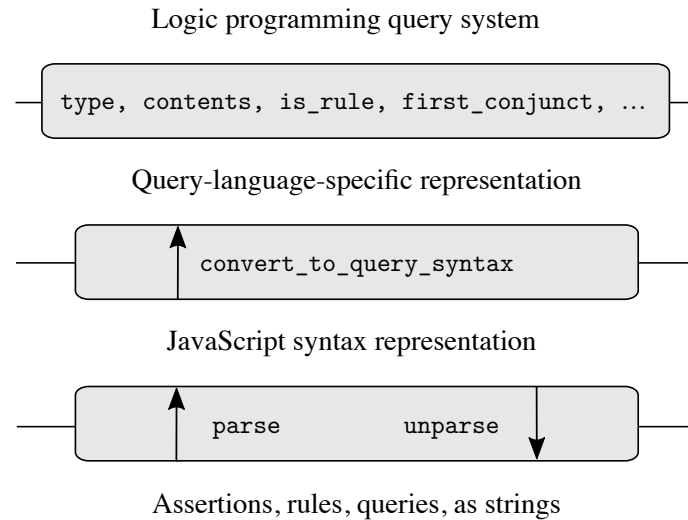 Logic programming query system
type, contents, is_rule, first_conjunct, ...
Query-language-specific representation
convert_to_query_syntax
JavaScript syntax representation
parse unparse
Assertions, rules, queries, as strings